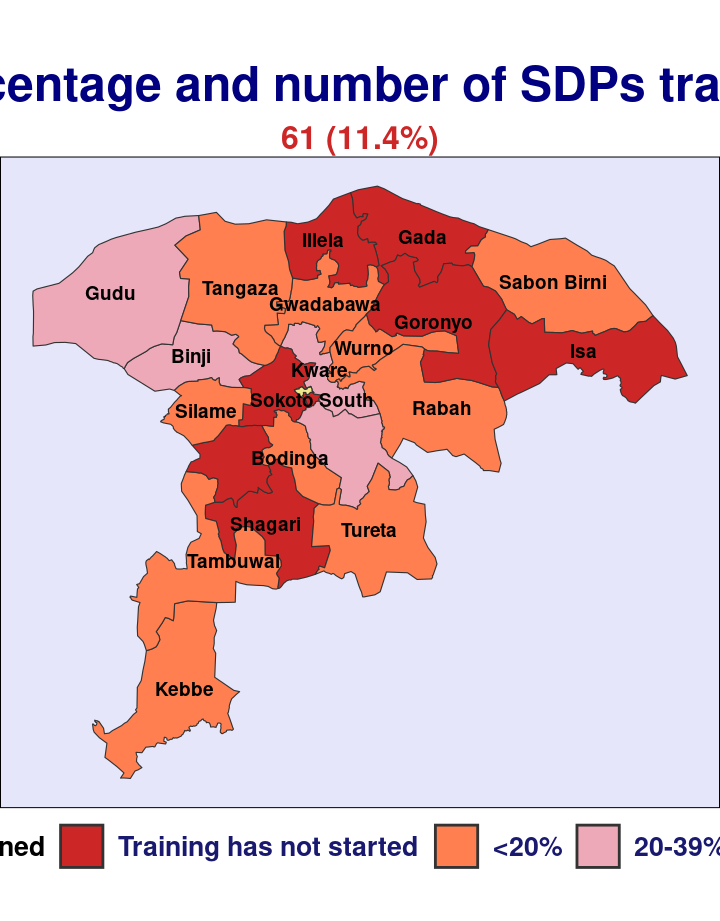 centage and number of SDPs tra
61 (11.4%)
Illela
Gada
Sabon Birni
Gudu
Tangaza
Gwadabawa
Goronyo
Binji
Wurno
Isa
Kware
Silame
Sokoto South
Rabah
Bodinga
Shagari
Tureta
Tambuwal
Kebbe
ned Training has not started <20% 20-39%